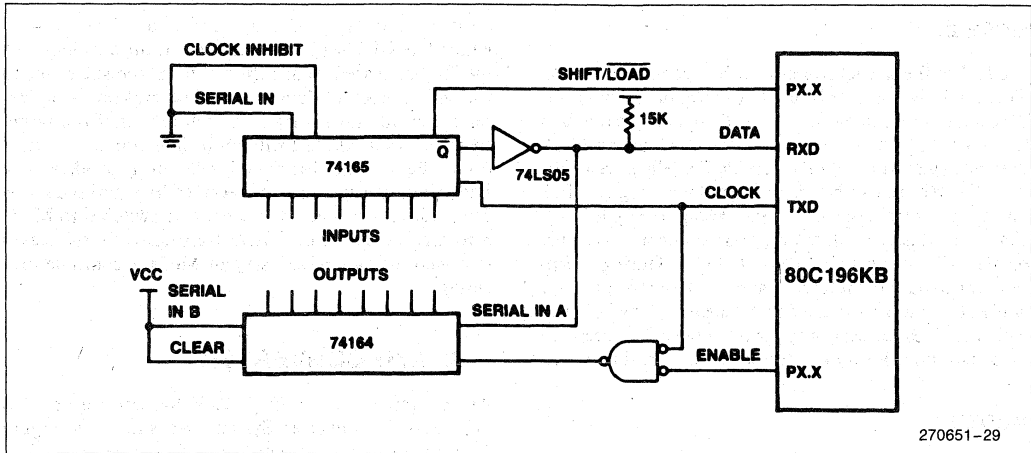 CLOCK INHIBIT
SERIAL IN
SHIFT/LOAD
PX.X
15K
Q
DATA
RXD
74165
74LS05
CLOCK
TXD
INPUTS
OUTPUTS
80C196KB
VCC
SERIAL
IN B
SERIAL IN A
CLEAR
74164
ENABLE
PX.X
270651-29